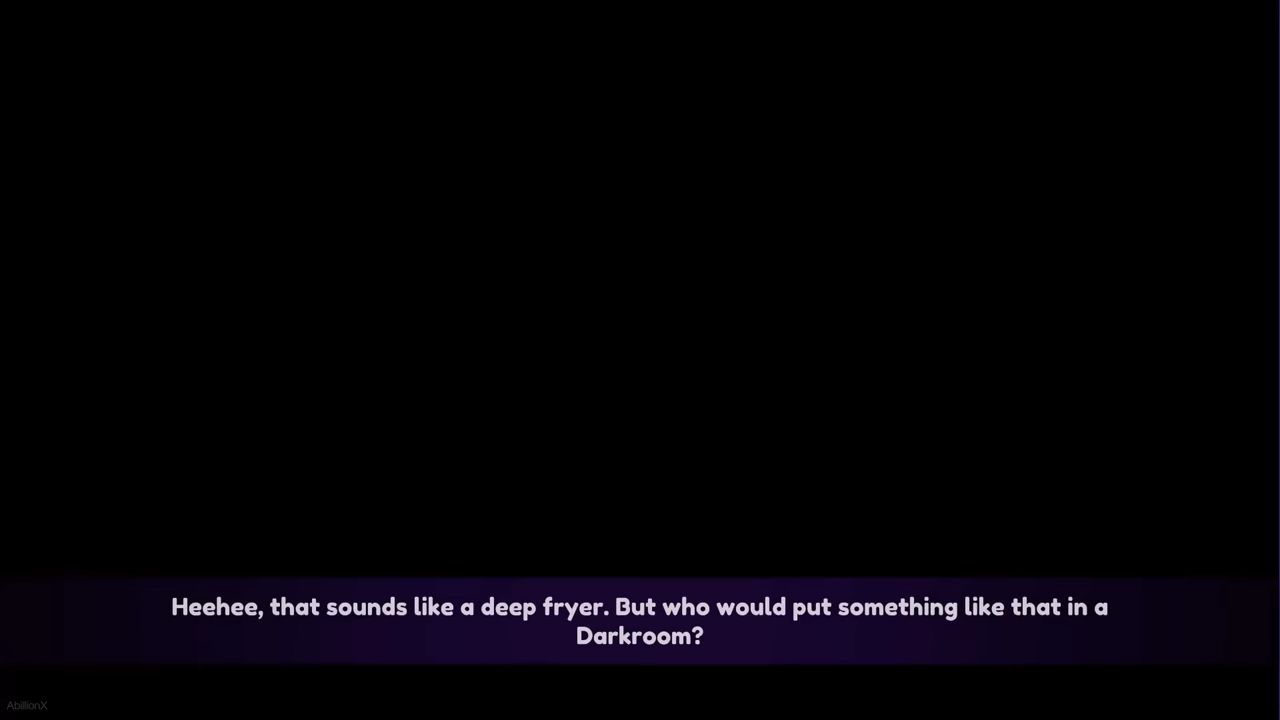 Heehee, that sounds like a deep fryer. But who would put something like that in a
Darkroom?
AbillionX